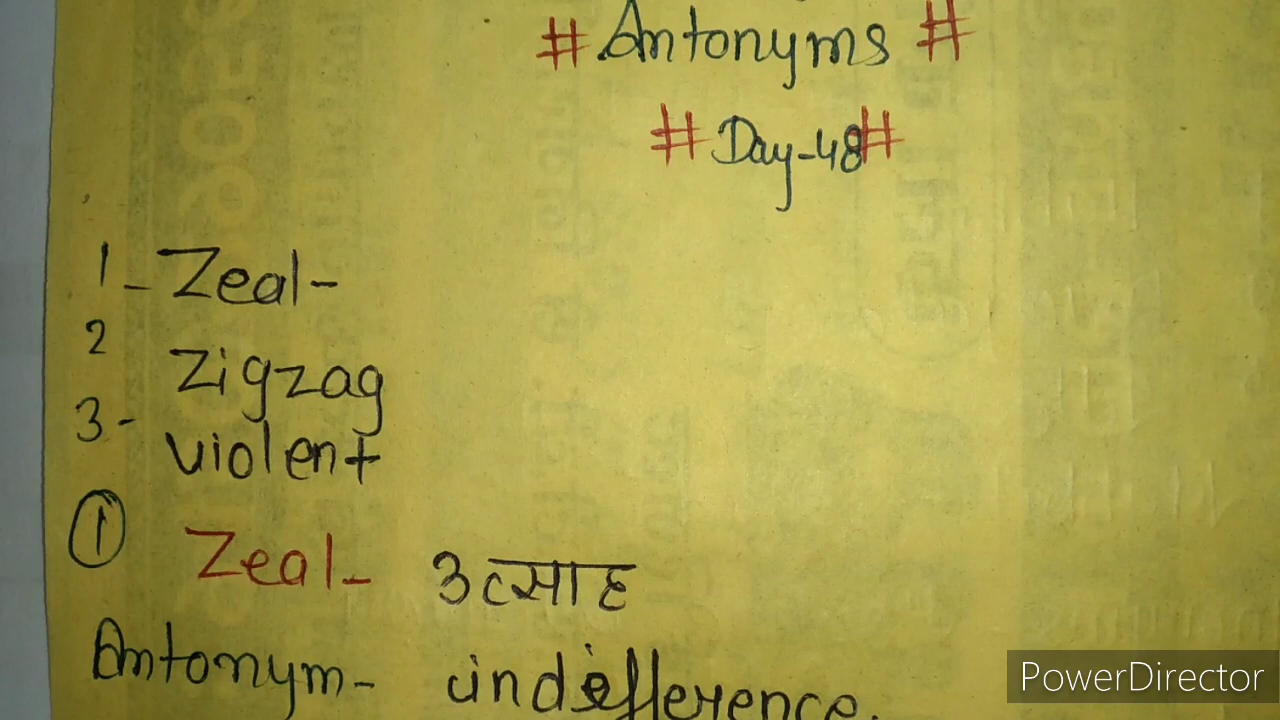 # Antonyms #
# Day-48#
1- Zeal-
2 Zigzag
3- violent
① Zeal- उत्साह
Antonym- indifference.
PowerDirector